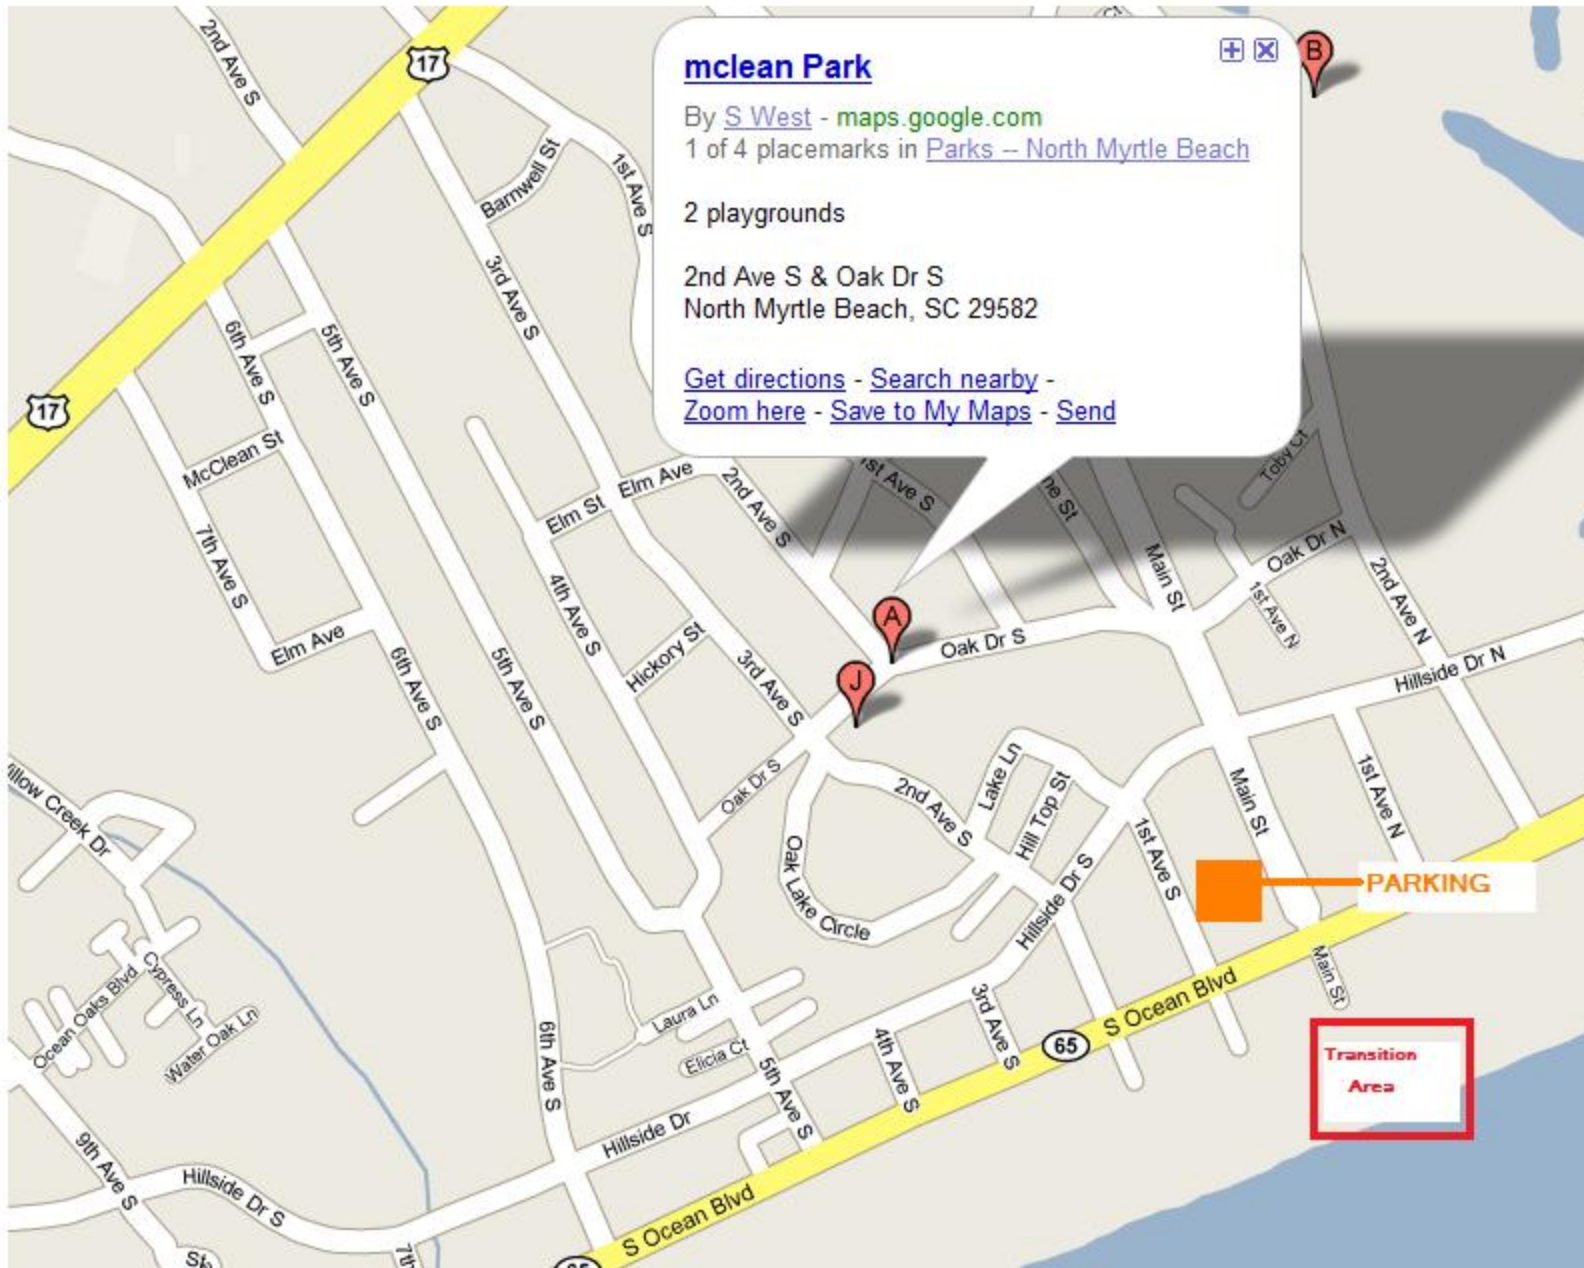 mclean Park
By S West - maps.google.com
1 of 4 placemarks in Parks -- North Myrtle Beach
2 playgrounds
2nd Ave S & Oak Dr S
North Myrtle Beach, SC 29582
Get directions - Search nearby -
Zoom here - Save to My Maps - Send
B
17
2nd Ave S
Barnwell St
1st Ave S
3rd Ave S
6th Ave S
5th Ave S
17
McClean St
7th Ave S
Elm Ave
Elm St
Elm Ave
2nd Ave S
1st Ave S
Toby Ct
Main St
Oak Dr N
1st Ave N
2nd Ave N
4th Ave S
Hickory St
3rd Ave S
A
J
Oak Dr S
Hillside Dr N
6th Ave S
5th Ave S
Oak Dr S
2nd Ave S
Lake Ln
Hill Top St
Main St
1st Ave N
Creek Dr
Oak Lake Circle
Hillside Dr S
1st Ave S
PARKING
Main St
Ocean Oaks Blvd
Cypress Ln
Water Oak Ln
Laura Ln
Elicia Ct
6th Ave S
5th Ave S
4th Ave S
3rd Ave S
65
S Ocean Blvd
Transition
Area
9th Ave S
Hillside Dr S
Hillside Dr
7th
S Ocean Blvd
65